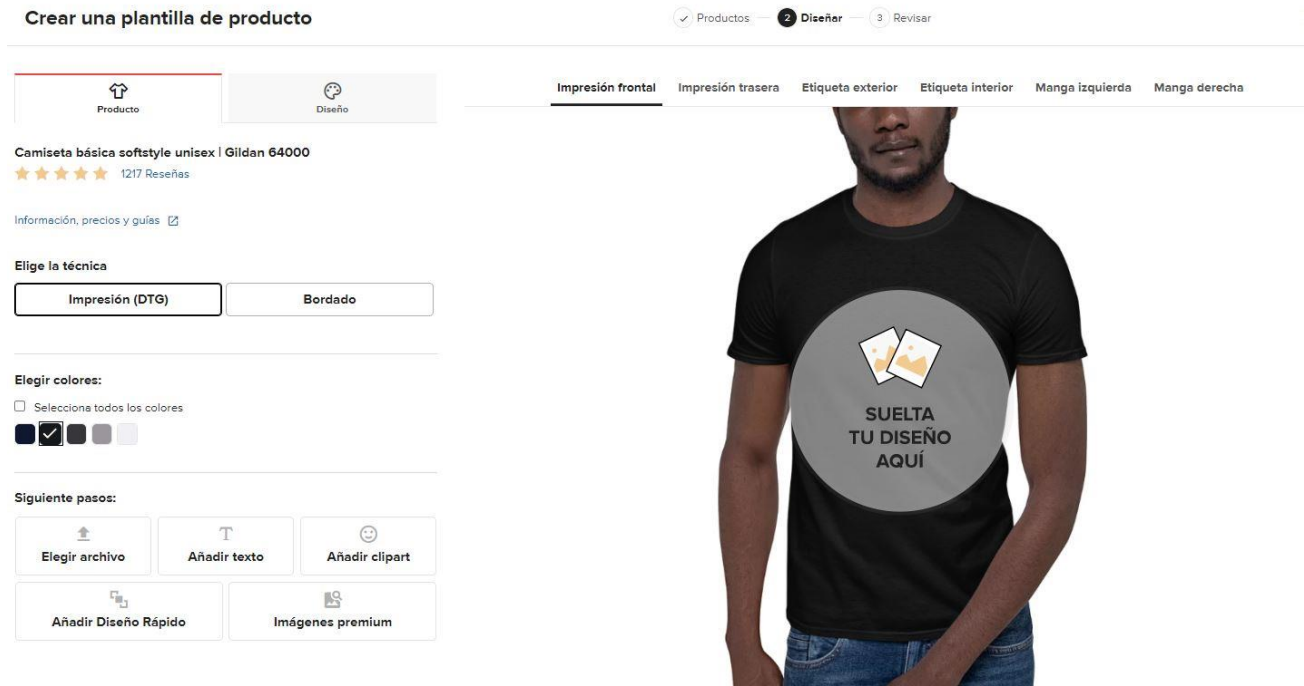 Crear una plantilla de producto
Productos
2 Diseñar
3 Revisar
Producto
Diseño
Impresión frontal
Impresión trasera
Etiqueta exterior
Etiqueta interior
Manga izquierda
Manga derecha
Camiseta básica softstyle unisex | Gildan 64000
1217 Reseñas
Información, precios y guías
Elige la técnica
Impresión (DTG)
Bordado
Elegir colores:
Selecciona todos los colores
Siguiente pasos:
Elegir archivo
Añadir texto
Añadir clipart
Añadir Diseño Rápido
Imágenes premium
SUELTA
TU DISEÑO
AQUÍ